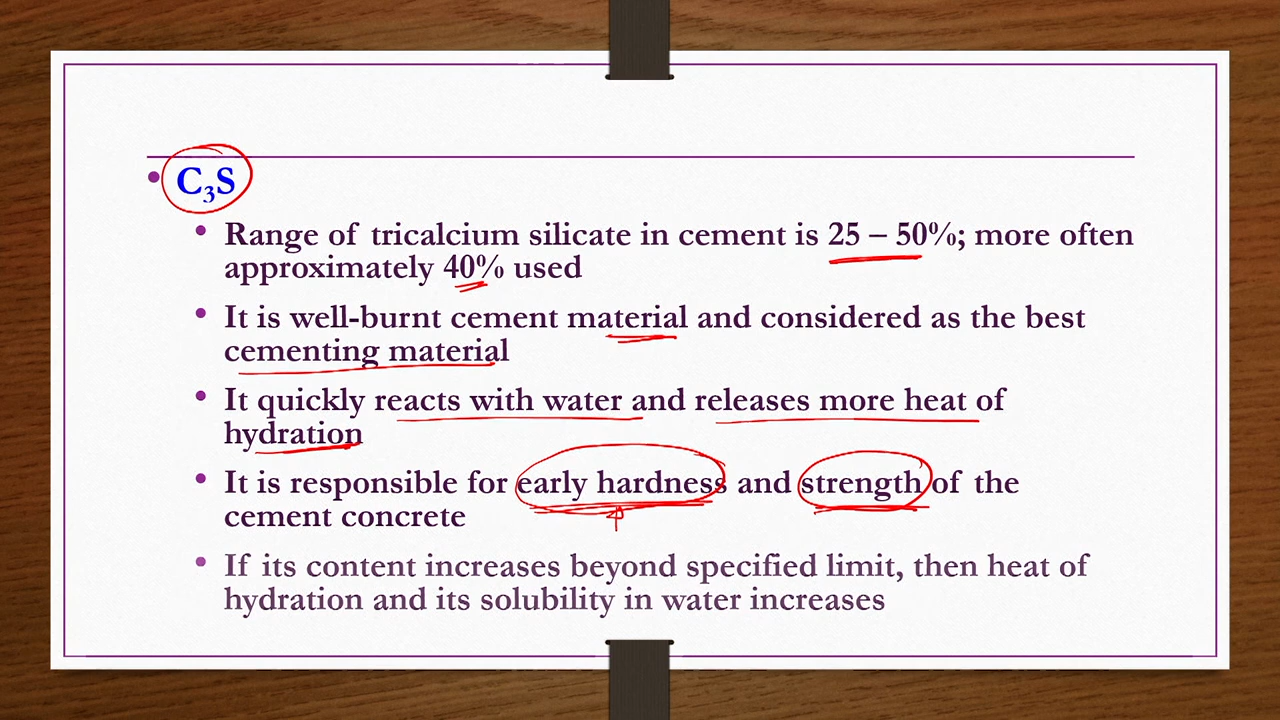 • C₃S
• Range of tricalcium silicate in cement is 25 – 50%; more often
approximately 40% used
• It is well-burnt cement material and considered as the best
cementing material
• It quickly reacts with water and releases more heat of
hydration
• It is responsible for early hardness and strength of the
cement concrete
• If its content increases beyond specified limit, then heat of
hydration and its solubility in water increases